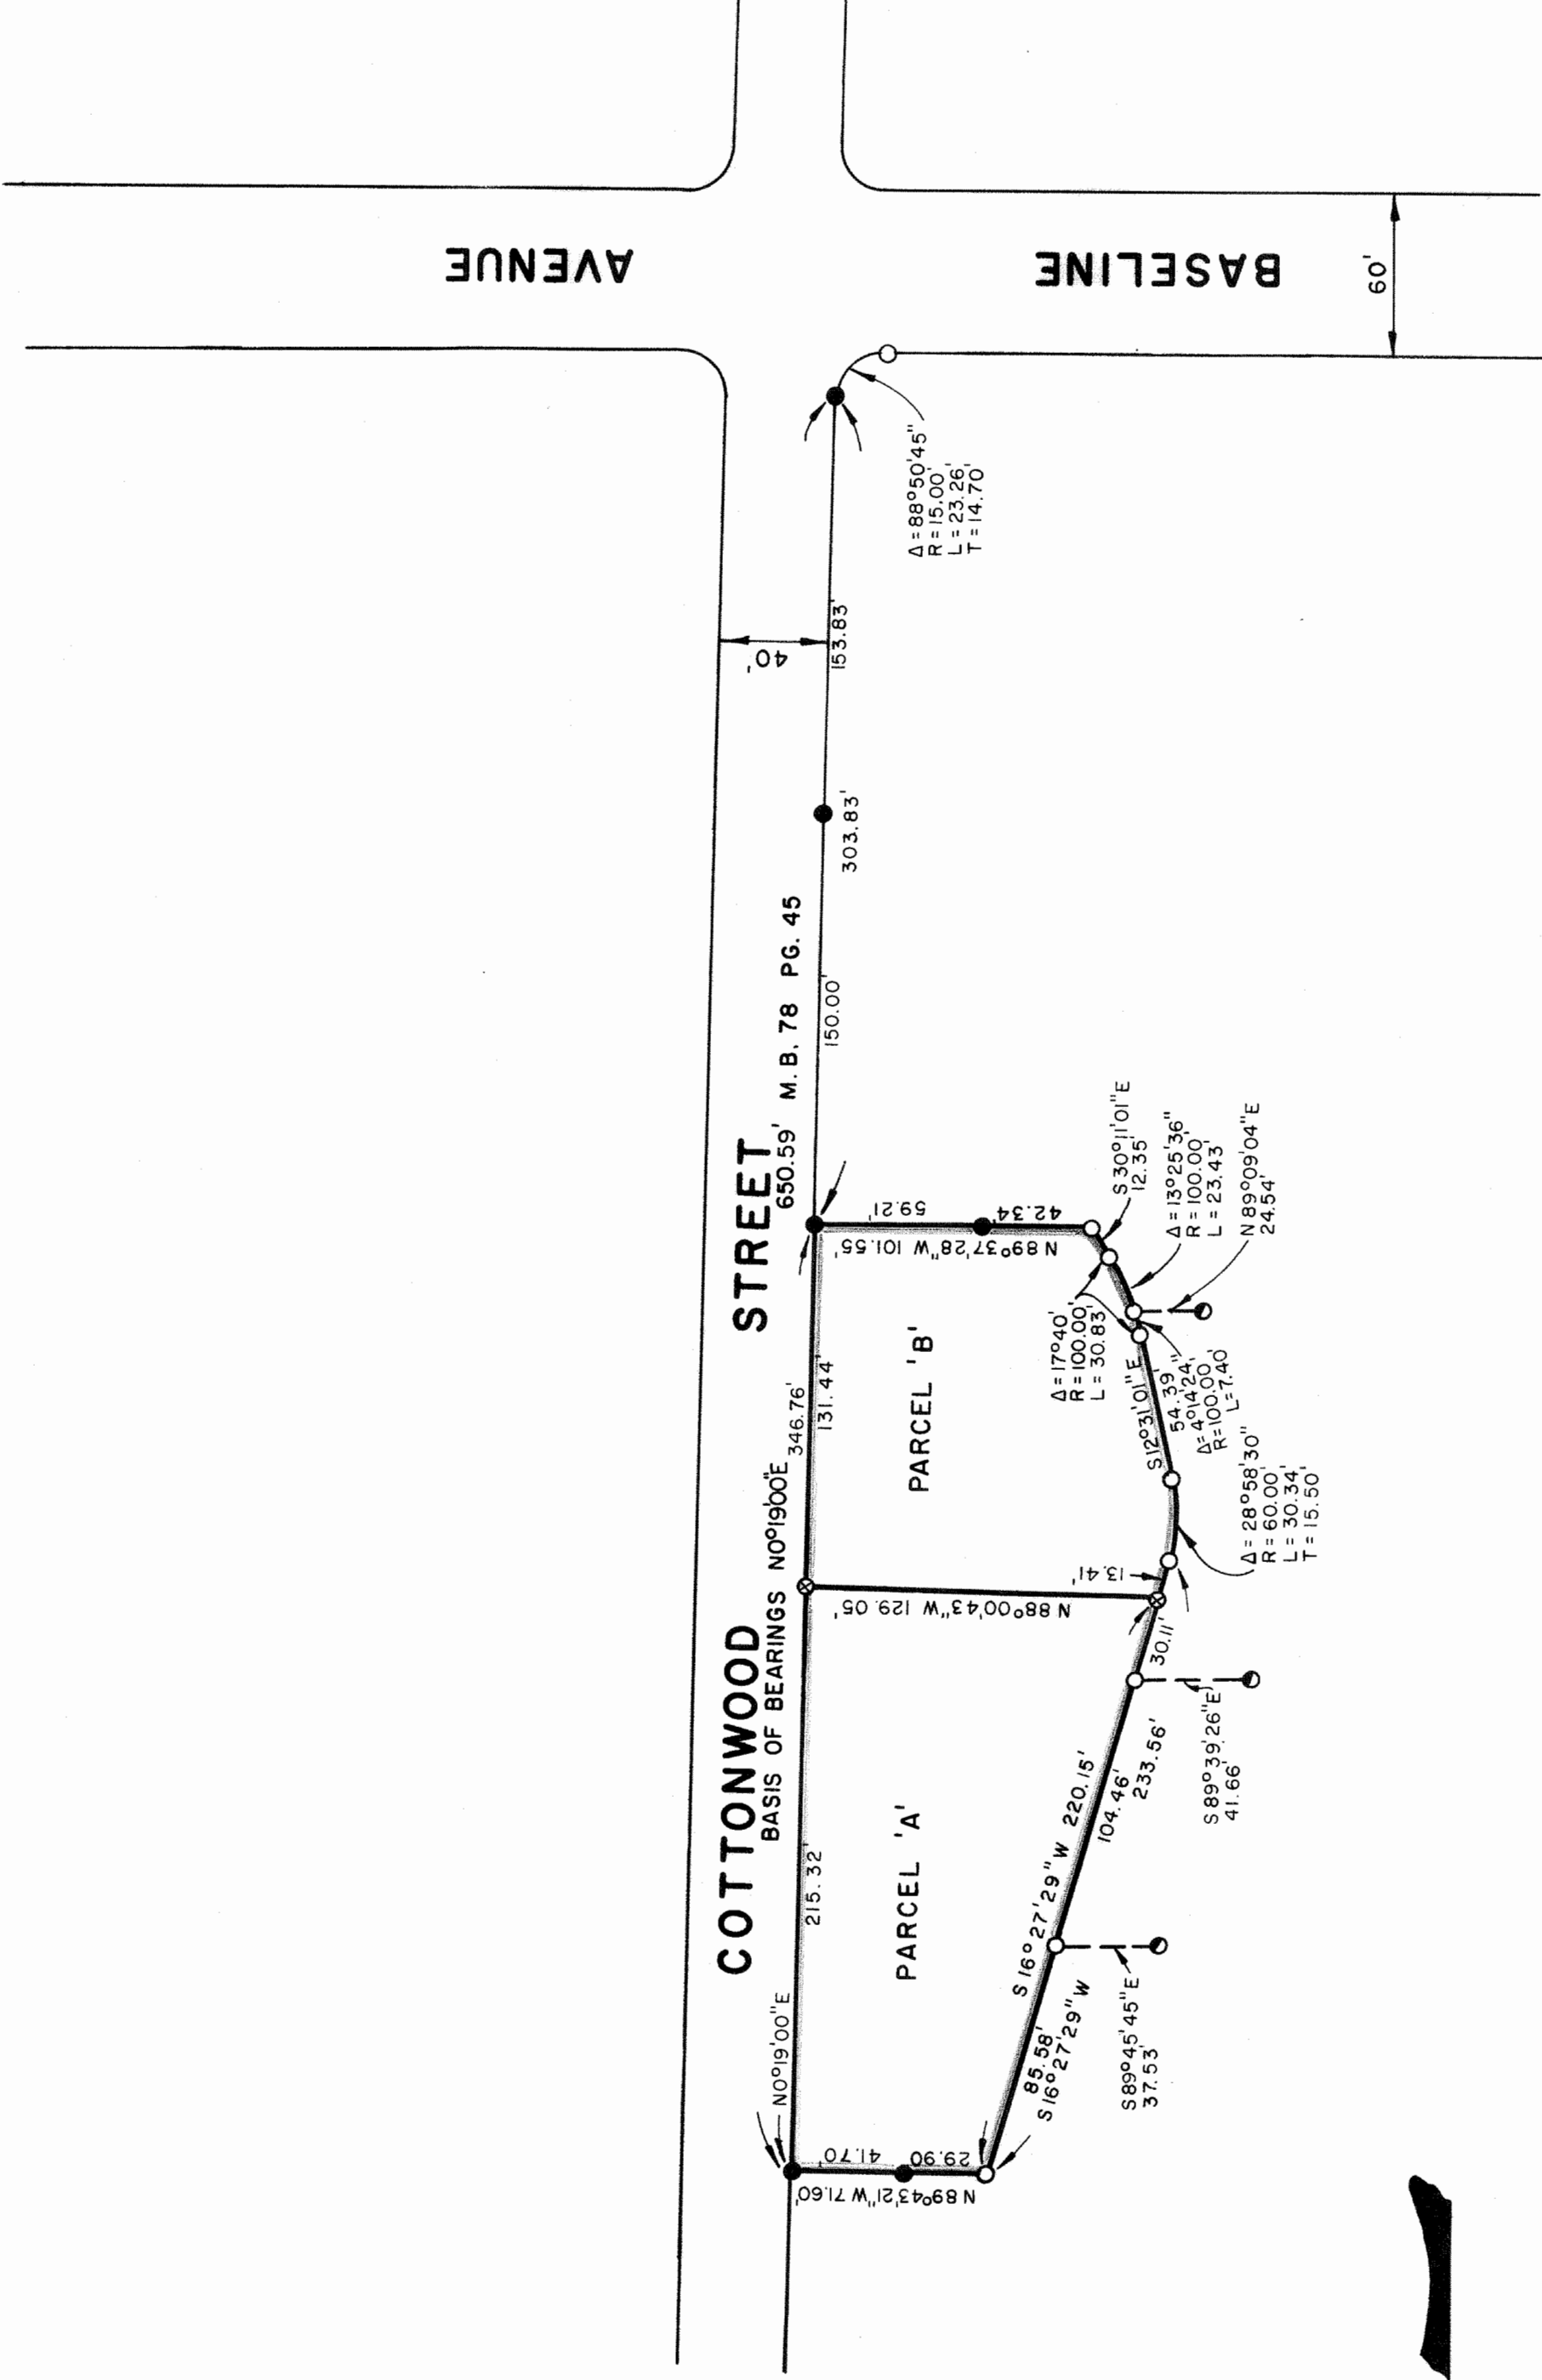 AVENUE
BASELINE
60'
Δ = 88°50'45"
R = 15.00'
L = 23.26'
T = 14.70'
40'
153.83'
303.83'
150.00'
STREET
650.59' M. B. 78 PG. 45
COTTONWOOD
BASIS OF BEARINGS N0°19'00"E
346.76'
131.44'
59.21'
42.34'
N89°37'28"W 101.55'
S 30°11'01"E
12.35'
Δ = 13°25'36"
R = 100.00'
L = 23.43'
N 89°09'04"E
24.54'
PARCEL 'B'
Δ = 17°40'
R = 100.00'
L = 30.83'
S12°31'01"E
54.39'
Δ = 4°14'24"
R = 100.00'
L = 7.40'
Δ = 28°58'30"
R = 60.00'
L = 30.34'
T = 15.50'
13.41'
N 88°00'43"W 129.05'
30.11'
S 89°39'26"E
41.66'
215.32'
PARCEL 'A'
S 16°27'29"W 220.15'
104.46'
233.56'
N0°19'00"E
85.58'
S16°27'29"W
S89°45'45"E
37.53'
41.70'
29.90
N 89°43'21"W 71.60'